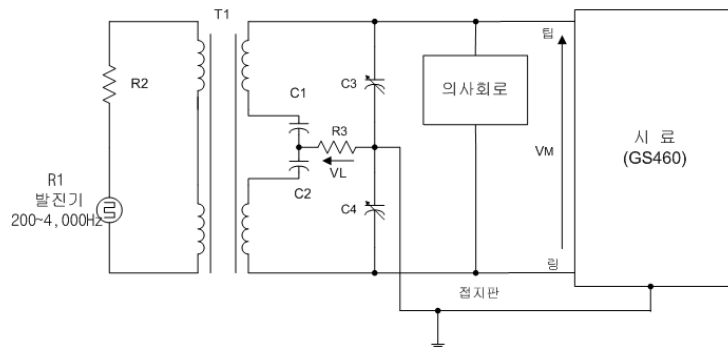 T1
R2
C1
C3
R3
VL
C2
C4
R1
발진기
200~4,000Hz
의사회로
팁
VM
링
시 료
(GS460)
접지판